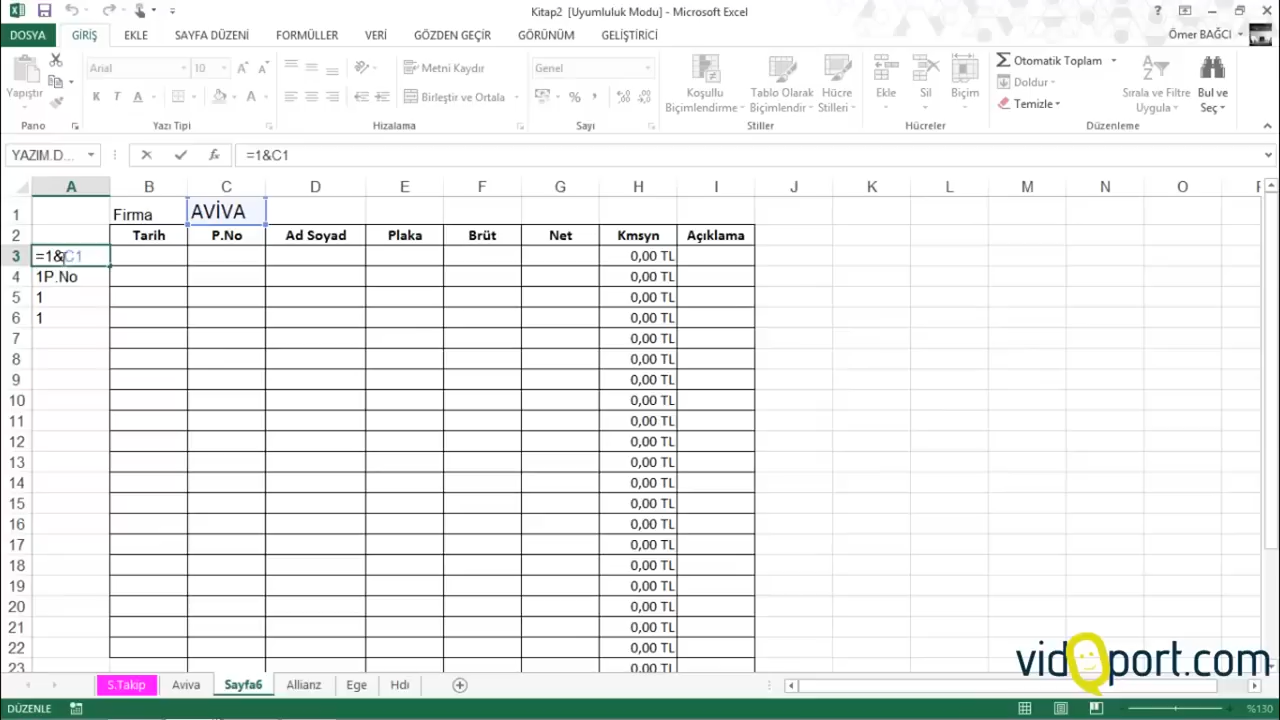 Kitap2 [Uyumluluk Modu] - Microsoft Excel
DOSYA GİRİŞ EKLE SAYFA DÜZENİ FORMÜLLER VERİ GÖZDEN GEÇİR GÖRÜNÜM GELİŞTİRİCİ Ömer BAĞCI
Yapıştır Arial 10 Metni Kaydır Genel Koşullu Biçimlendirme Tablo Olarak Biçimlendir Hücre Stilleri Ekle Sil Biçim Otomatik Toplam Doldur Temizle Sırala ve Filtre Uygula Bul ve Seç
K T A Birleştir ve Ortala
Pano Yazı Tipi Hizalama Sayı Stiller Hücreler Düzenleme
YAZIM.D... =1&C1
A B C D E F G H I J K L M N O P
1 Firma AVİVA
2 Tarih P.No Ad Soyad Plaka Brüt Net Kmsyn Açıklama
3 =1&C1 0,00 TL
4 1P.No 0,00 TL
5 1 0,00 TL
6 1 0,00 TL
7 0,00 TL
8 0,00 TL
9 0,00 TL
10 0,00 TL
11 0,00 TL
12 0,00 TL
13 0,00 TL
14 0,00 TL
15 0,00 TL
16 0,00 TL
17 0,00 TL
18 0,00 TL
19 0,00 TL
20 0,00 TL
21 0,00 TL
22 0,00 TL
23 0,00 TL
vidoport.com
S.Takip Aviva Sayfa6 Allianz Ege Hdı
DÜZENLE %130